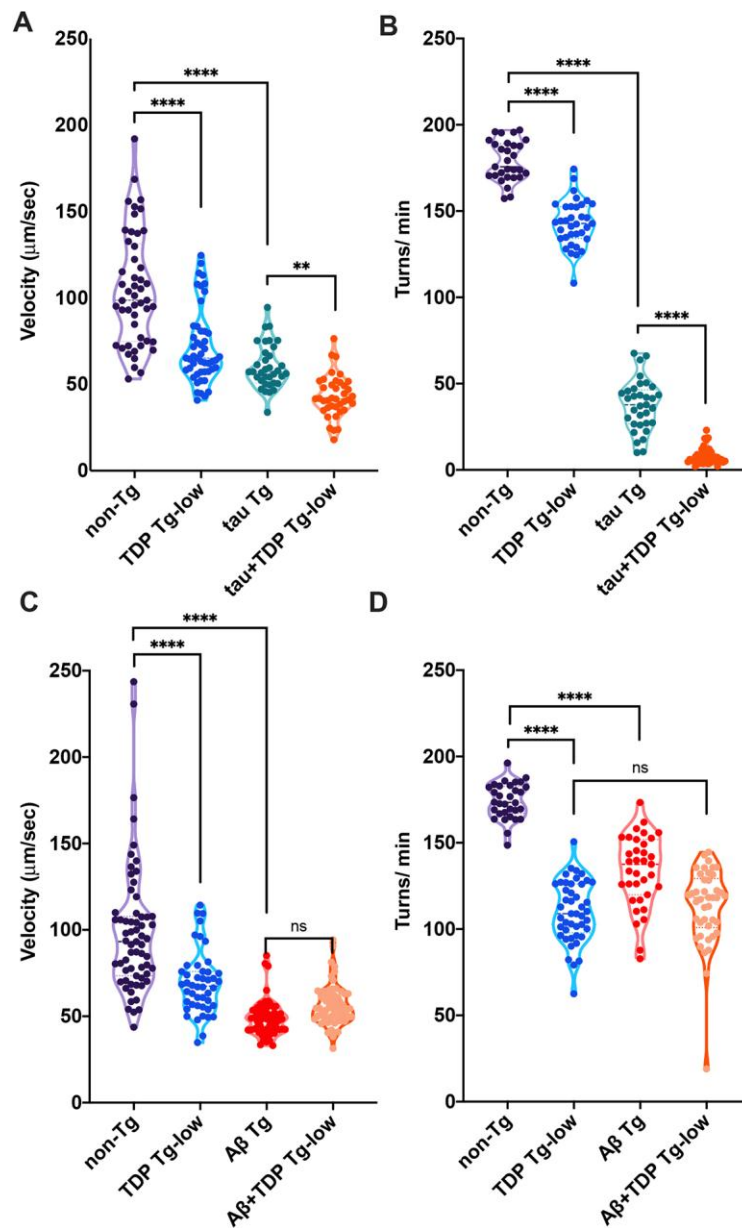 A
250
200
150
100
50
0
Velocity (μm/sec)
****
****
**
non-Tg
TDP Tg-low
tau Tg
tau+TDP Tg-low
B
250
200
150
100
50
0
Turns/ min
****
****
****
non-Tg
TDP Tg-low
tau Tg
tau+TDP Tg-low
C
250
200
150
100
50
0
Velocity (μm/sec)
****
****
ns
non-Tg
TDP Tg-low
Aβ Tg
Aβ+TDP Tg-low
D
250
200
150
100
50
0
Turns/ min
****
****
ns
non-Tg
TDP Tg-low
Aβ Tg
Aβ+TDP Tg-low